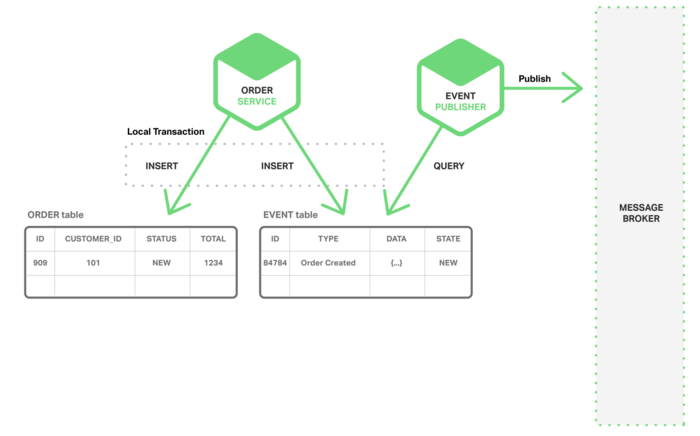 ORDER
SERVICE
EVENT
PUBLISHER
Publish
Local Transaction
INSERT
INSERT
QUERY
MESSAGE
BROKER
ORDER table
ID CUSTOMER_ID STATUS TOTAL
909 101 NEW 1234
EVENT table
ID TYPE DATA STATE
84784 Order Created {...} NEW